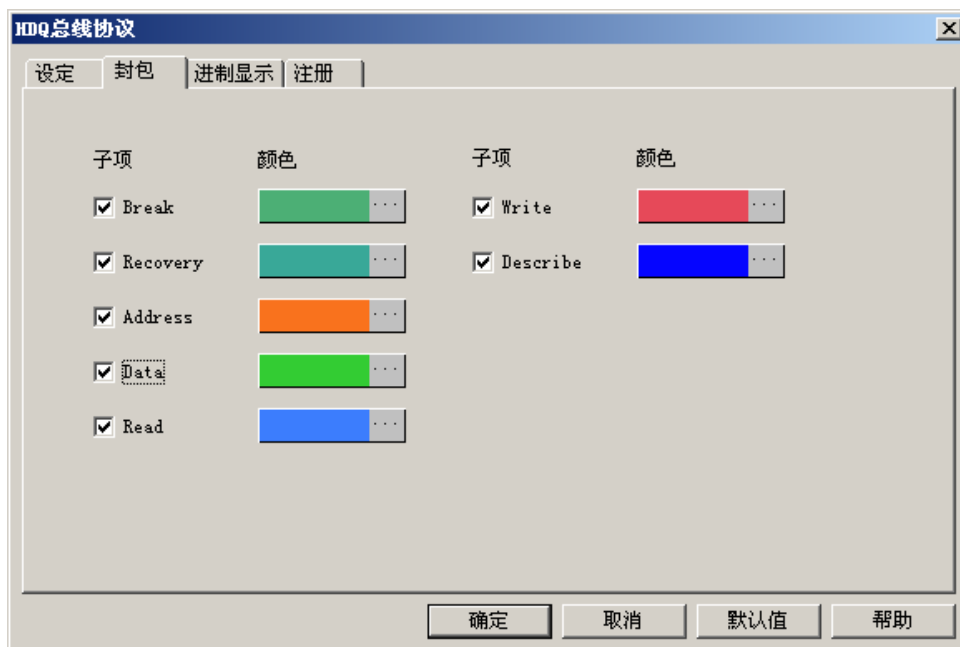 HDQ总线协议
设定 封包 进制显示 注册
子项 颜色 子项 颜色
Break ... Write ...
Recovery ... Describe ...
Address ...
Data ...
Read ...
确定 取消 默认值 帮助